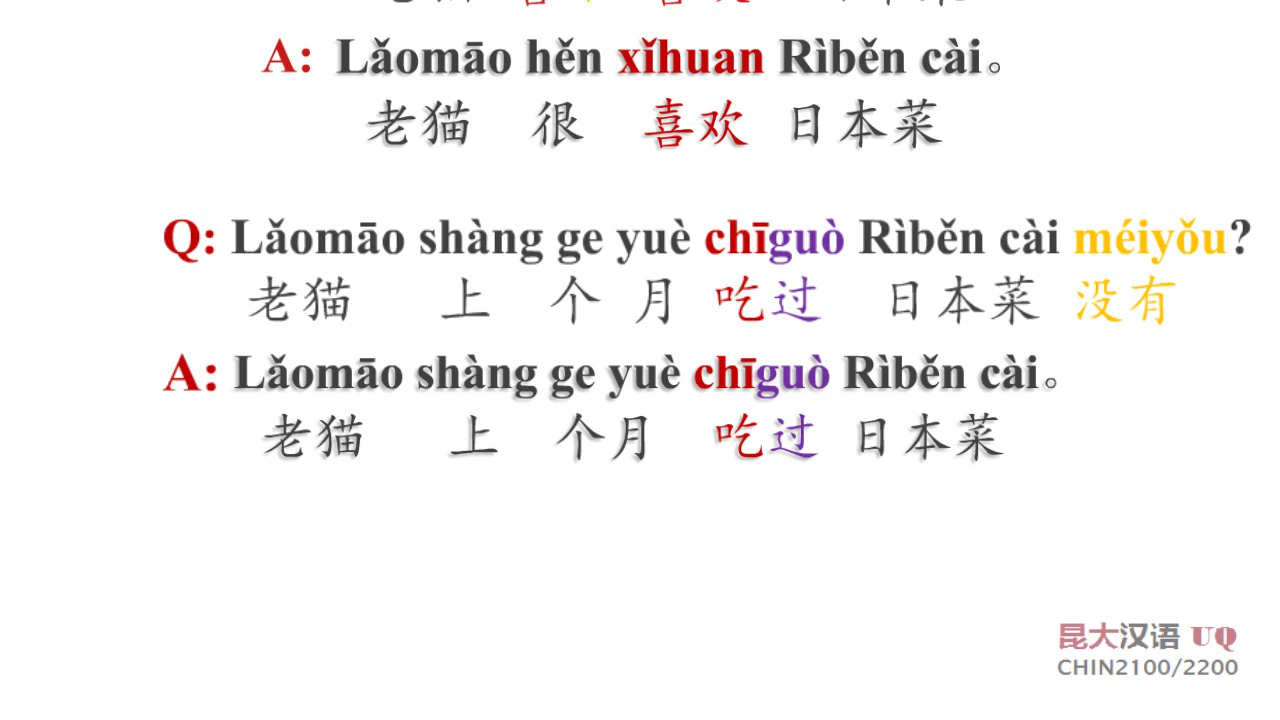 A: Lǎomāo hěn xǐhuan Rìběn cài。
老猫 很 喜欢 日本菜
Q: Lǎomāo shàng ge yuè chīguò Rìběn cài méiyǒu?
老猫 上 个 月 吃过 日本菜 没有
A: Lǎomāo shàng ge yuè chīguò Rìběn cài。
老猫 上 个月 吃过 日本菜
昆大汉语 UQ
CHIN2100/2200